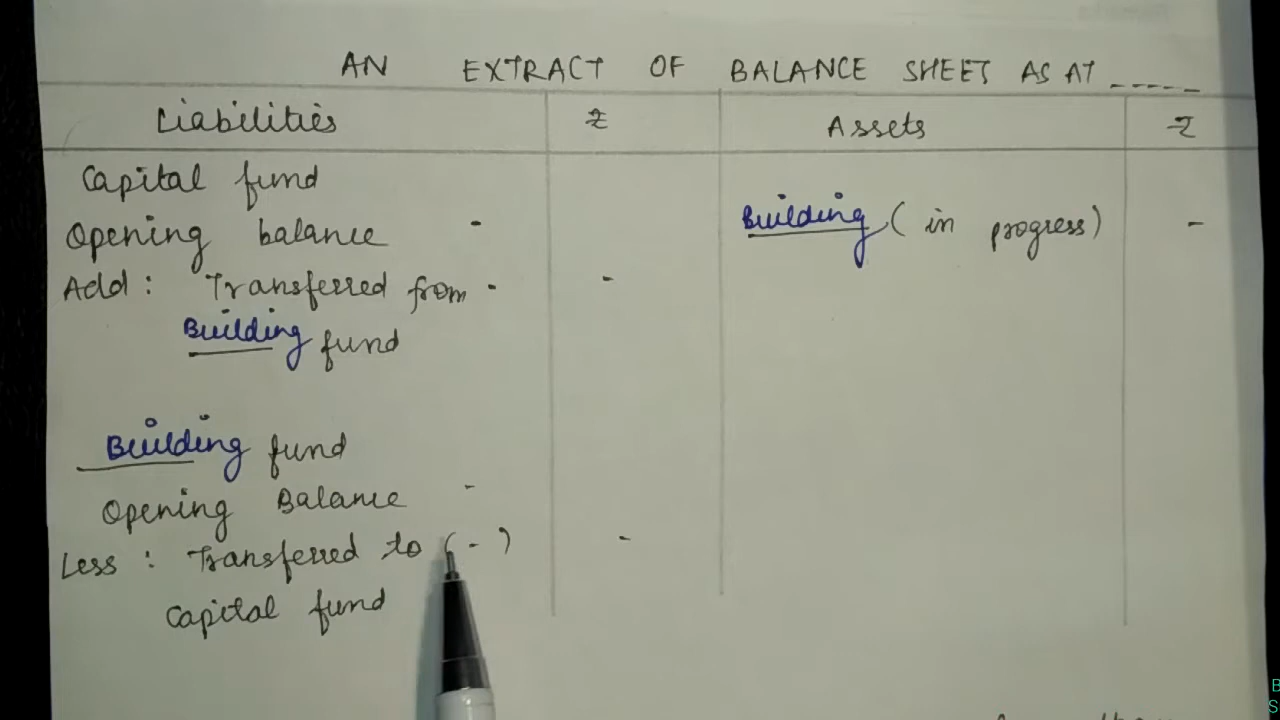 AN EXTRACT OF BALANCE SHEET AS AT -----
Liabilities ₹ Assets ₹
Capital fund
Opening balance - Building (in progress) -
Add : Transferred from - -
Building fund
Building fund
Opening Balance -
Less : Transferred to (-) -
Capital fund
B
S